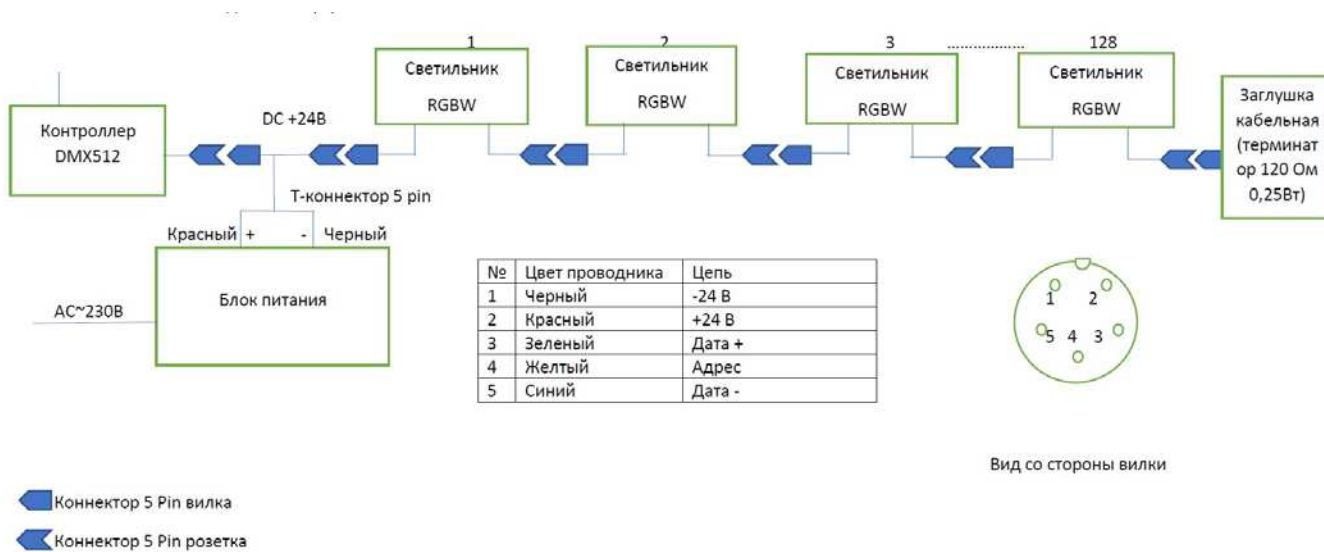 1
2
3
....................
128
Светильник
RGBW
Светильник
RGBW
Светильник
RGBW
Светильник
RGBW
Контроллер
DMX512
DC +24В
Заглушка
кабельная
(терминат
ор 120 Ом
0,25Вт)
Т-коннектор 5 pin
Красный + - Черный
Блок питания
AC~230В
№ Цвет проводника Цепь
1 Черный -24 В
2 Красный +24 В
3 Зеленый Дата +
4 Желтый Адрес
5 Синий Дата -
1 2
5 4 3
Вид со стороны вилки
Коннектор 5 Pin вилка
Коннектор 5 Pin розетка